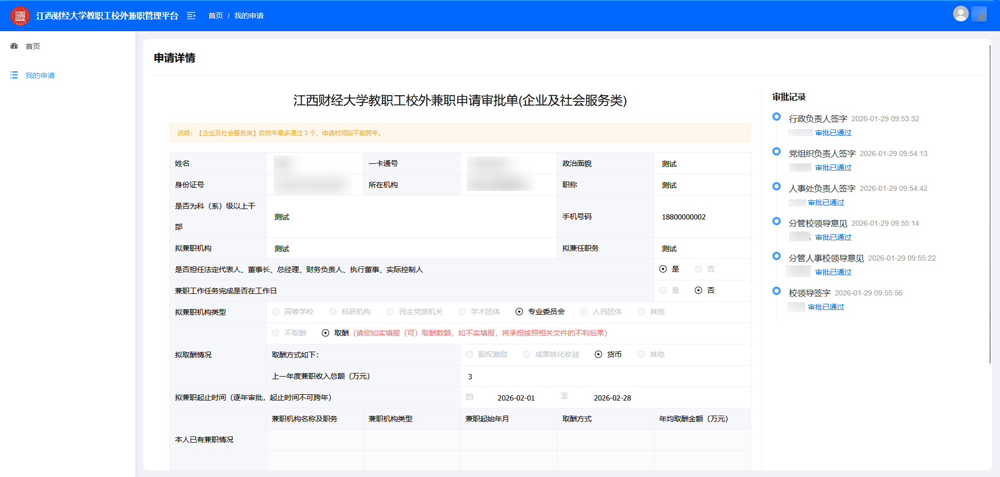 江西财经大学教职工校外兼职管理平台 首页 / 我的申请
首页
我的申请
申请详情
江西财经大学教职工校外兼职申请审批单(企业及社会服务类)
说明：【企业及社会服务类】自然年最多通过 3 个、申请时间段不能跨年。
姓名 一卡通号 政治面貌 测试
身份证号 所在机构 职称 测试
是否为科（系）级以上干部 测试 手机号码 18800000002
拟兼职机构 测试 拟兼任职务 测试
是否担任法定代表人、董事长、总经理、财务负责人、执行董事、实际控制人 是 否
兼职工作任务完成是否在工作日 是 否
拟兼职机构类型 高等学校 科研机构 民主党派机关 学术团体 专业委员会 人民团体 其他
拟取酬情况 不取酬 取酬（请您如实填报（可）取酬数额，如不实填报，将承担按照相关文件的不利后果）
取酬方式如下： 股权激励 成果转化收益 货币 其他
上一年度兼职收入总额（万元） 3
拟兼职起止时间（逐年审批，起止时间不可跨年） 2026-02-01 至 2026-02-28
本人已有兼职情况 兼职机构名称及职务 兼职机构类型 兼职起始年月 取酬方式 年均取酬金额（万元）
审批记录
行政负责人签字 2026-01-29 09:53:32
审批已通过
党组织负责人签字 2026-01-29 09:54:13
审批已通过
人事处负责人签字 2026-01-29 09:54:42
审批已通过
分管校领导意见 2026-01-29 09:55:14
审批已通过
分管人事校领导意见 2026-01-29 09:55:22
审批已通过
校领导签字 2026-01-29 09:55:56
审批已通过